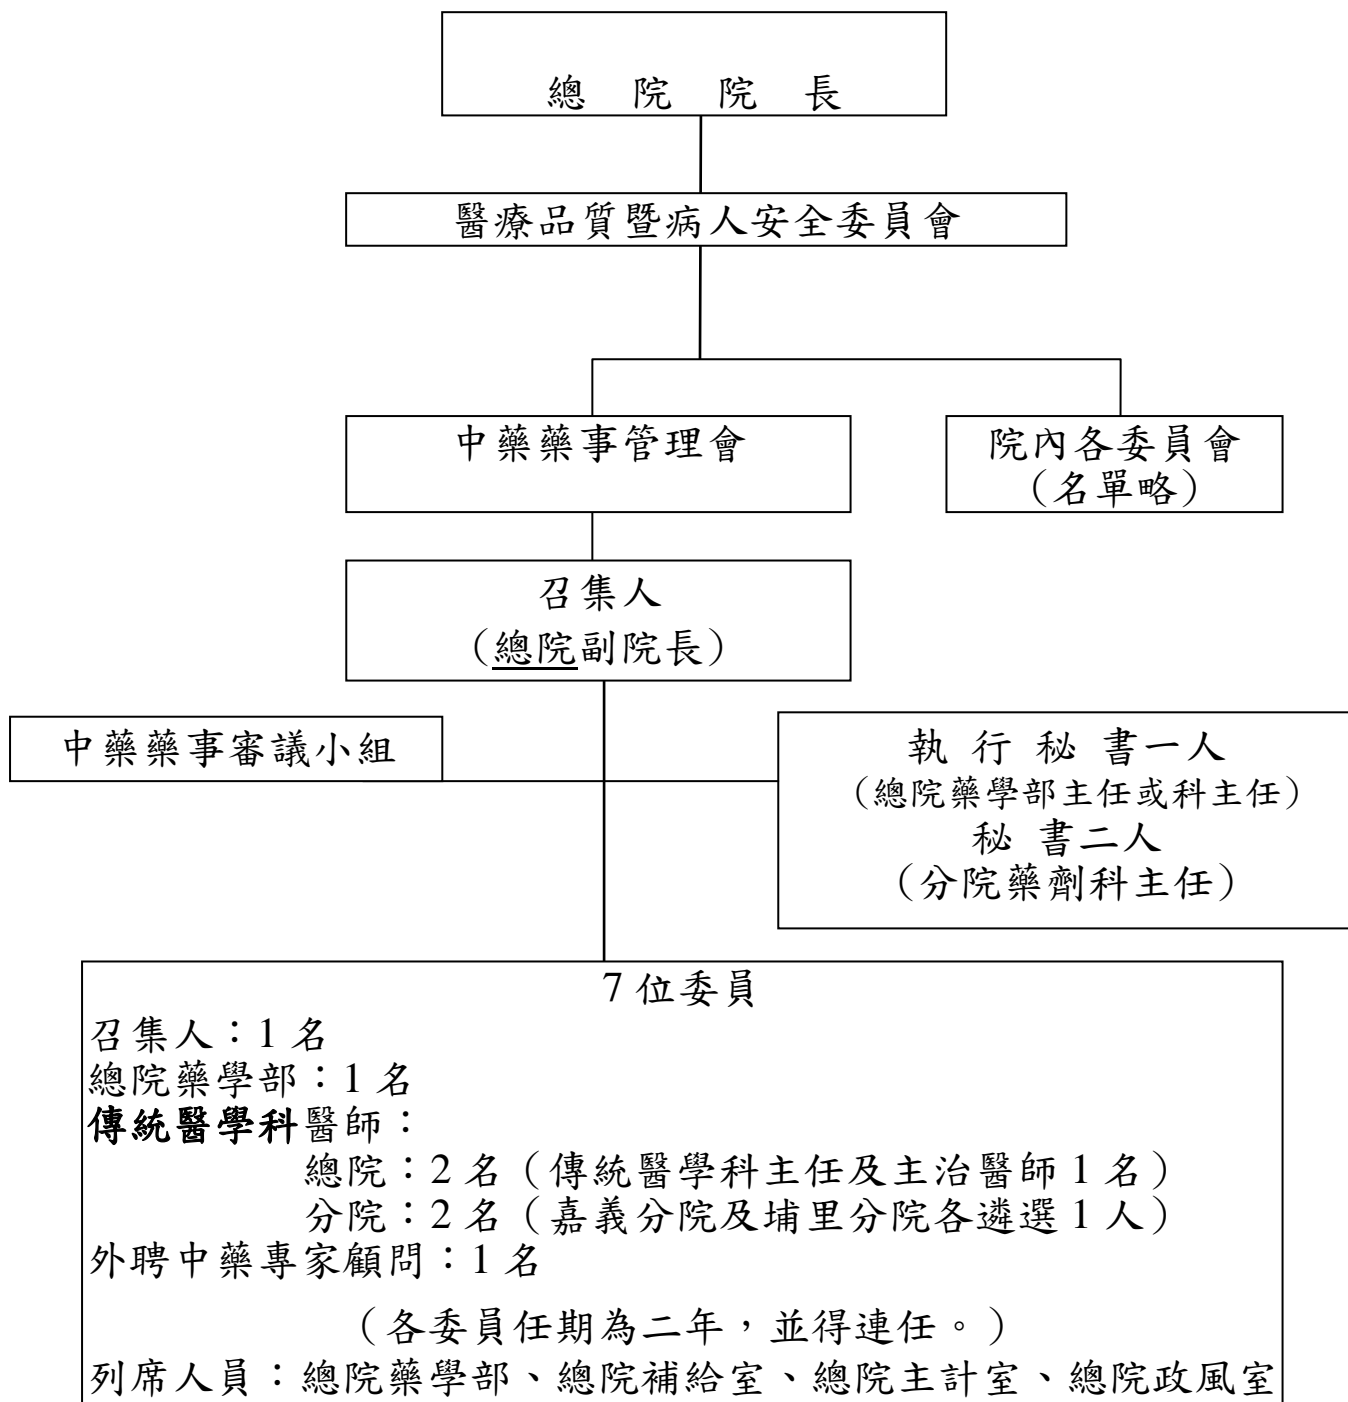 總 院 院 長
醫療品質暨病人安全委員會
中藥藥事管理會
院內各委員會
（名單略）
召集人
（總院副院長）
中藥藥事審議小組
執 行 秘 書一人
（總院藥學部主任或科主任）
秘 書二人
（分院藥劑科主任）
7 位委員
召集人：1 名
總院藥學部：1 名
傳統醫學科醫師：
總院：2 名（傳統醫學科主任及主治醫師 1 名）
分院：2 名（嘉義分院及埔里分院各遴選 1 人）
外聘中藥專家顧問：1 名
（各委員任期為二年，並得連任。）
列席人員：總院藥學部、總院補給室、總院主計室、總院政風室